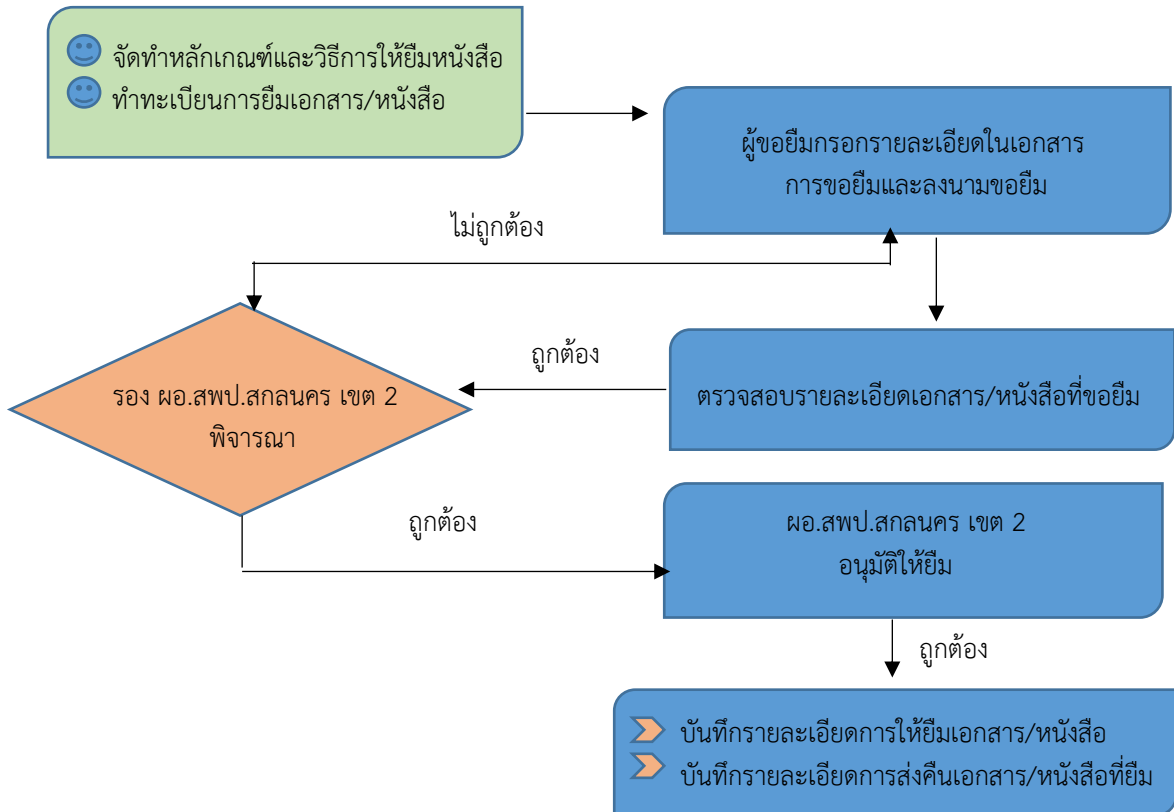 จัดทำหลักเกณฑ์และวิธีการให้ยืมหนังสือ
ทำทะเบียนการยืมเอกสาร/หนังสือ
ผู้ขอยืมกรอกรายละเอียดในเอกสาร
การขอยืมและลงนามขอยืม
ไม่ถูกต้อง
ถูกต้อง
ตรวจสอบรายละเอียดเอกสาร/หนังสือที่ขอยืม
รอง ผอ.สพป.สกลนคร เขต 2
พิจารณา
ถูกต้อง
ผอ.สพป.สกลนคร เขต 2
อนุมัติให้ยืม
ถูกต้อง
บันทึกรายละเอียดการให้ยืมเอกสาร/หนังสือ
บันทึกรายละเอียดการส่งคืนเอกสาร/หนังสือที่ยืม